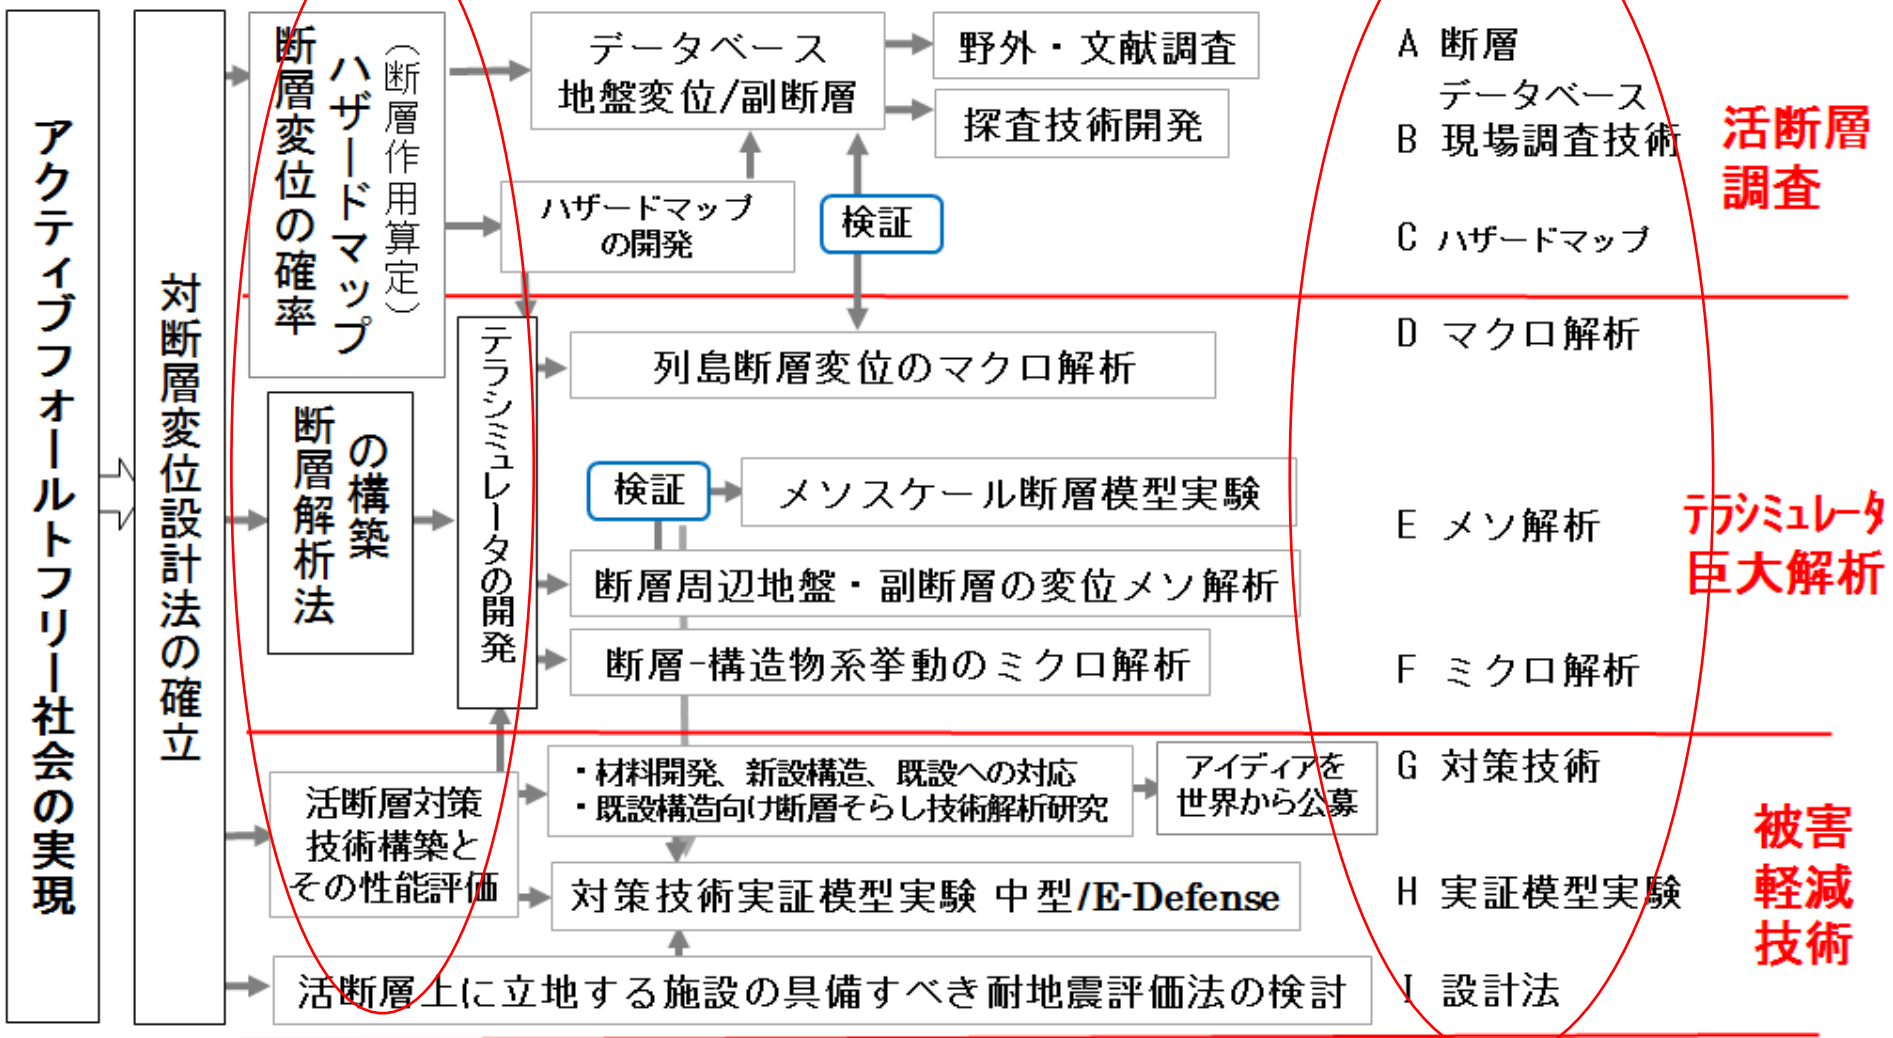 アクティブフォールトフリー社会の実現
対断層変位設計法の確立
断層変位の確率
ハザードマップ
（断層作用算定）
データベース
地盤変位/副断層
野外・文献調査
探査技術開発
ハザードマップ
の開発
検証
断層解析法
の構築
テラシミュレータの開発
列島断層変位のマクロ解析
検証
メソスケール断層模型実験
断層周辺地盤・副断層の変位メソ解析
断層-構造物系挙動のミクロ解析
活断層対策
技術構築と
その性能評価
・材料開発、新設構造、既設への対応
・既設構造向け断層そらし技術解析研究
アイディアを
世界から公募
対策技術実証模型実験 中型/E-Defense
活断層上に立地する施設の具備すべき耐地震評価法の検討
A 断層
データベース
B 現場調査技術
C ハザードマップ
D マクロ解析
E メソ解析
F ミクロ解析
G 対策技術
H 実証模型実験
I 設計法
活断層
調査
テラシミュレータ
巨大解析
被害
軽減
技術